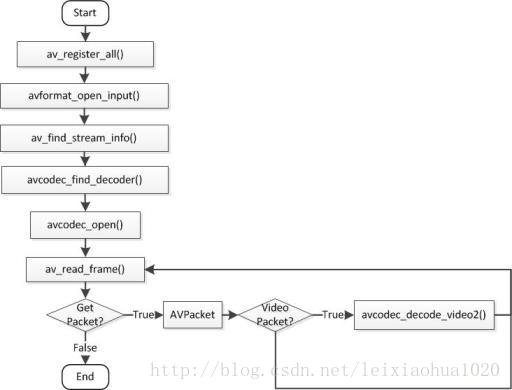 Start
av_register_all()
avformat_open_input()
av_find_stream_info()
avcodec_find_decoder()
avcodec_open()
av_read_frame()
Get
Packet?
True
AVPacket
Video
Packet?
True
avcodec_decode_video2()
False
End
http://blog.csdn.net/leixiaohua1020